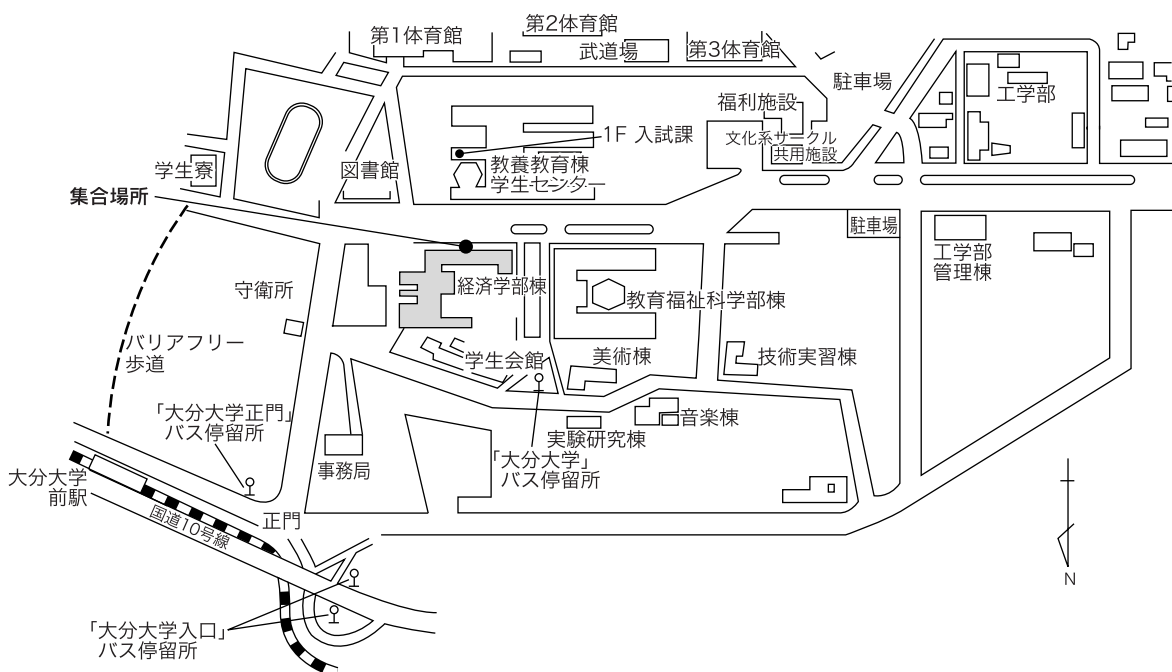 第1体育館
第2体育館
武道場
第3体育館
駐車場
工学部
福利施設
文化系サークル
共用施設
1F 入試課
教養教育棟
学生センター
図書館
学生寮
集合場所
駐車場
工学部
管理棟
守衛所
経済学部棟
教育福祉科学部棟
バリアフリー
歩道
学生会館
美術棟
技術実習棟
「大分大学正門」
バス停留所
音楽棟
実験研究棟
「大分大学」
バス停留所
事務局
大分大学
前駅
国道10号線
正門
N
「大分大学入口」
バス停留所